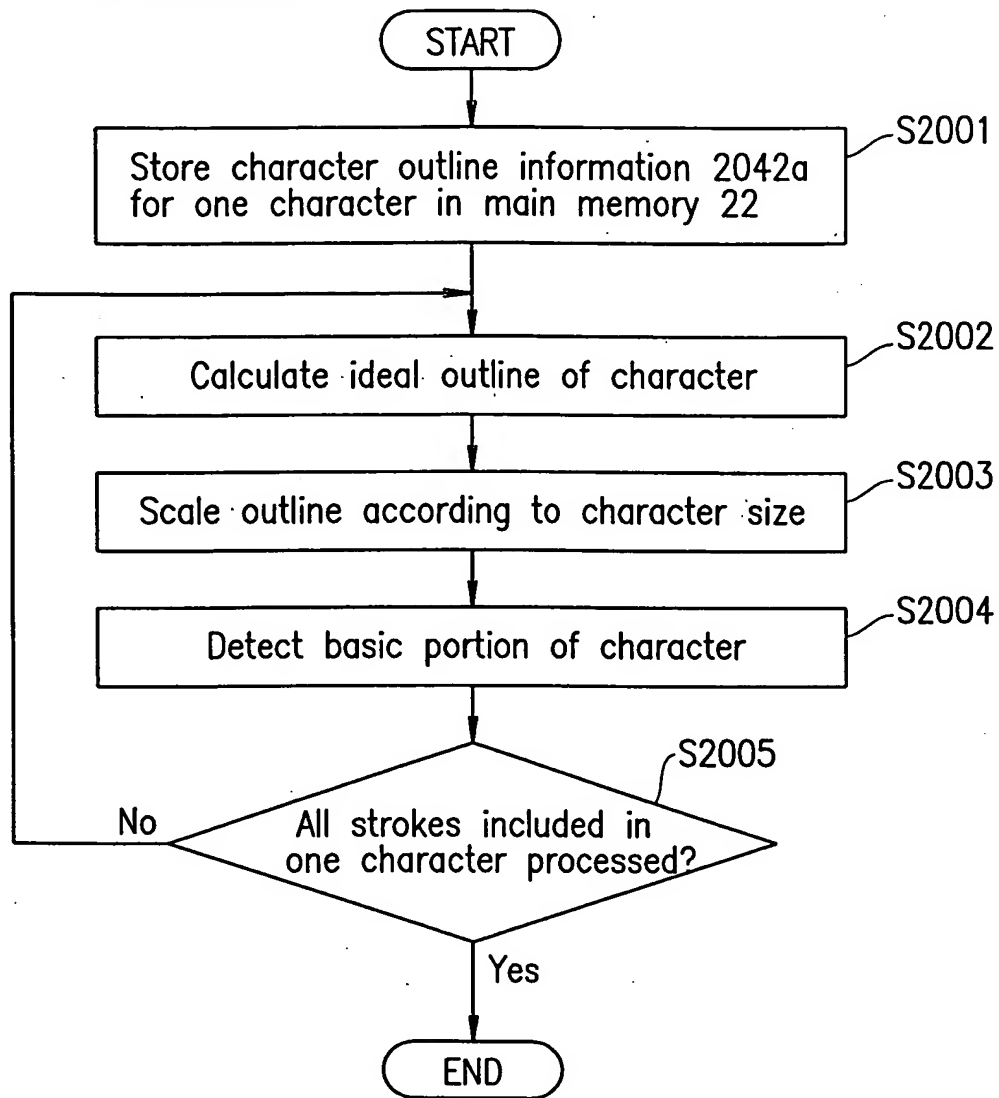 START
S2001
Store character outline information 2042a
for one character in main memory 22
S2002
Calculate ideal outline of character
S2003
Scale outline according to character size
S2004
Detect basic portion of character
S2005
No
All strokes included in
one character processed?
Yes
END